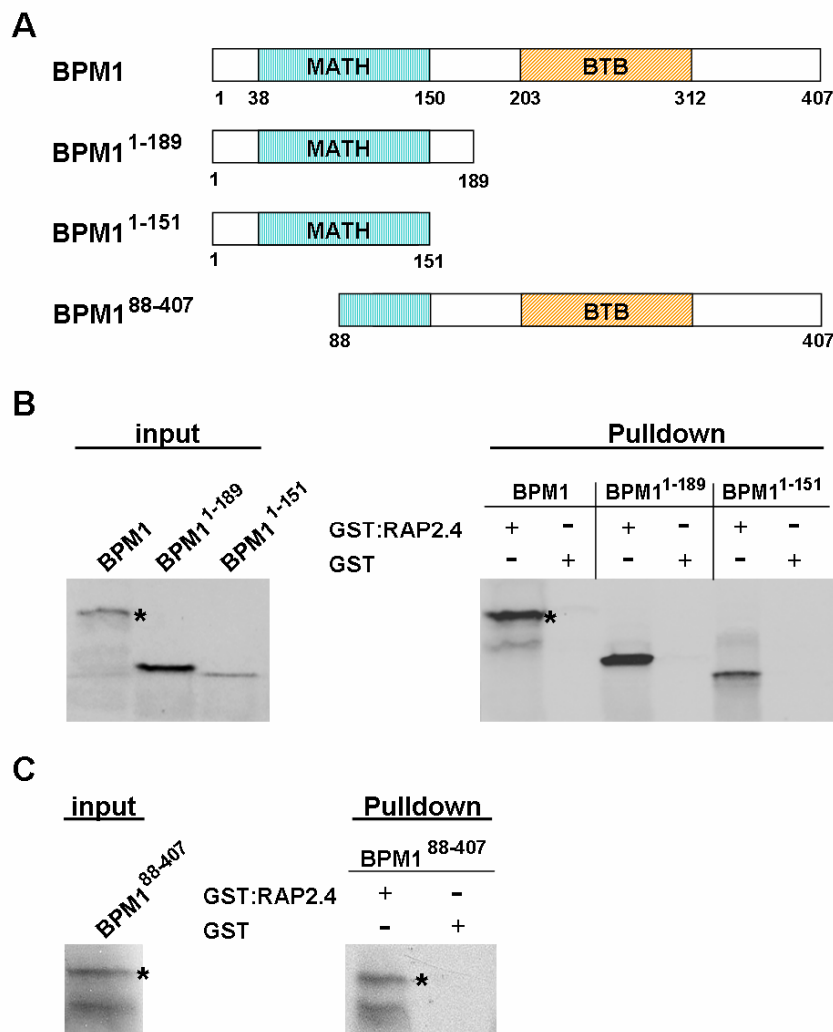 A
BPM1
MATH
BTB
1 38 150 203 312 407
BPM1 1-189
MATH
1 189
BPM1 1-151
MATH
1 151
BPM1 88-407
BTB
88 407
B
input
Pulldown
BPM1 BPM1 1-189 BPM1 1-151
BPM1 BPM1 1-189 BPM1 1-151
GST:RAP2.4 + - + - + -
GST - + - + - +
*
*
C
input
Pulldown
BPM1 88-407
BPM1 88-407
GST:RAP2.4 + -
GST - +
*
*